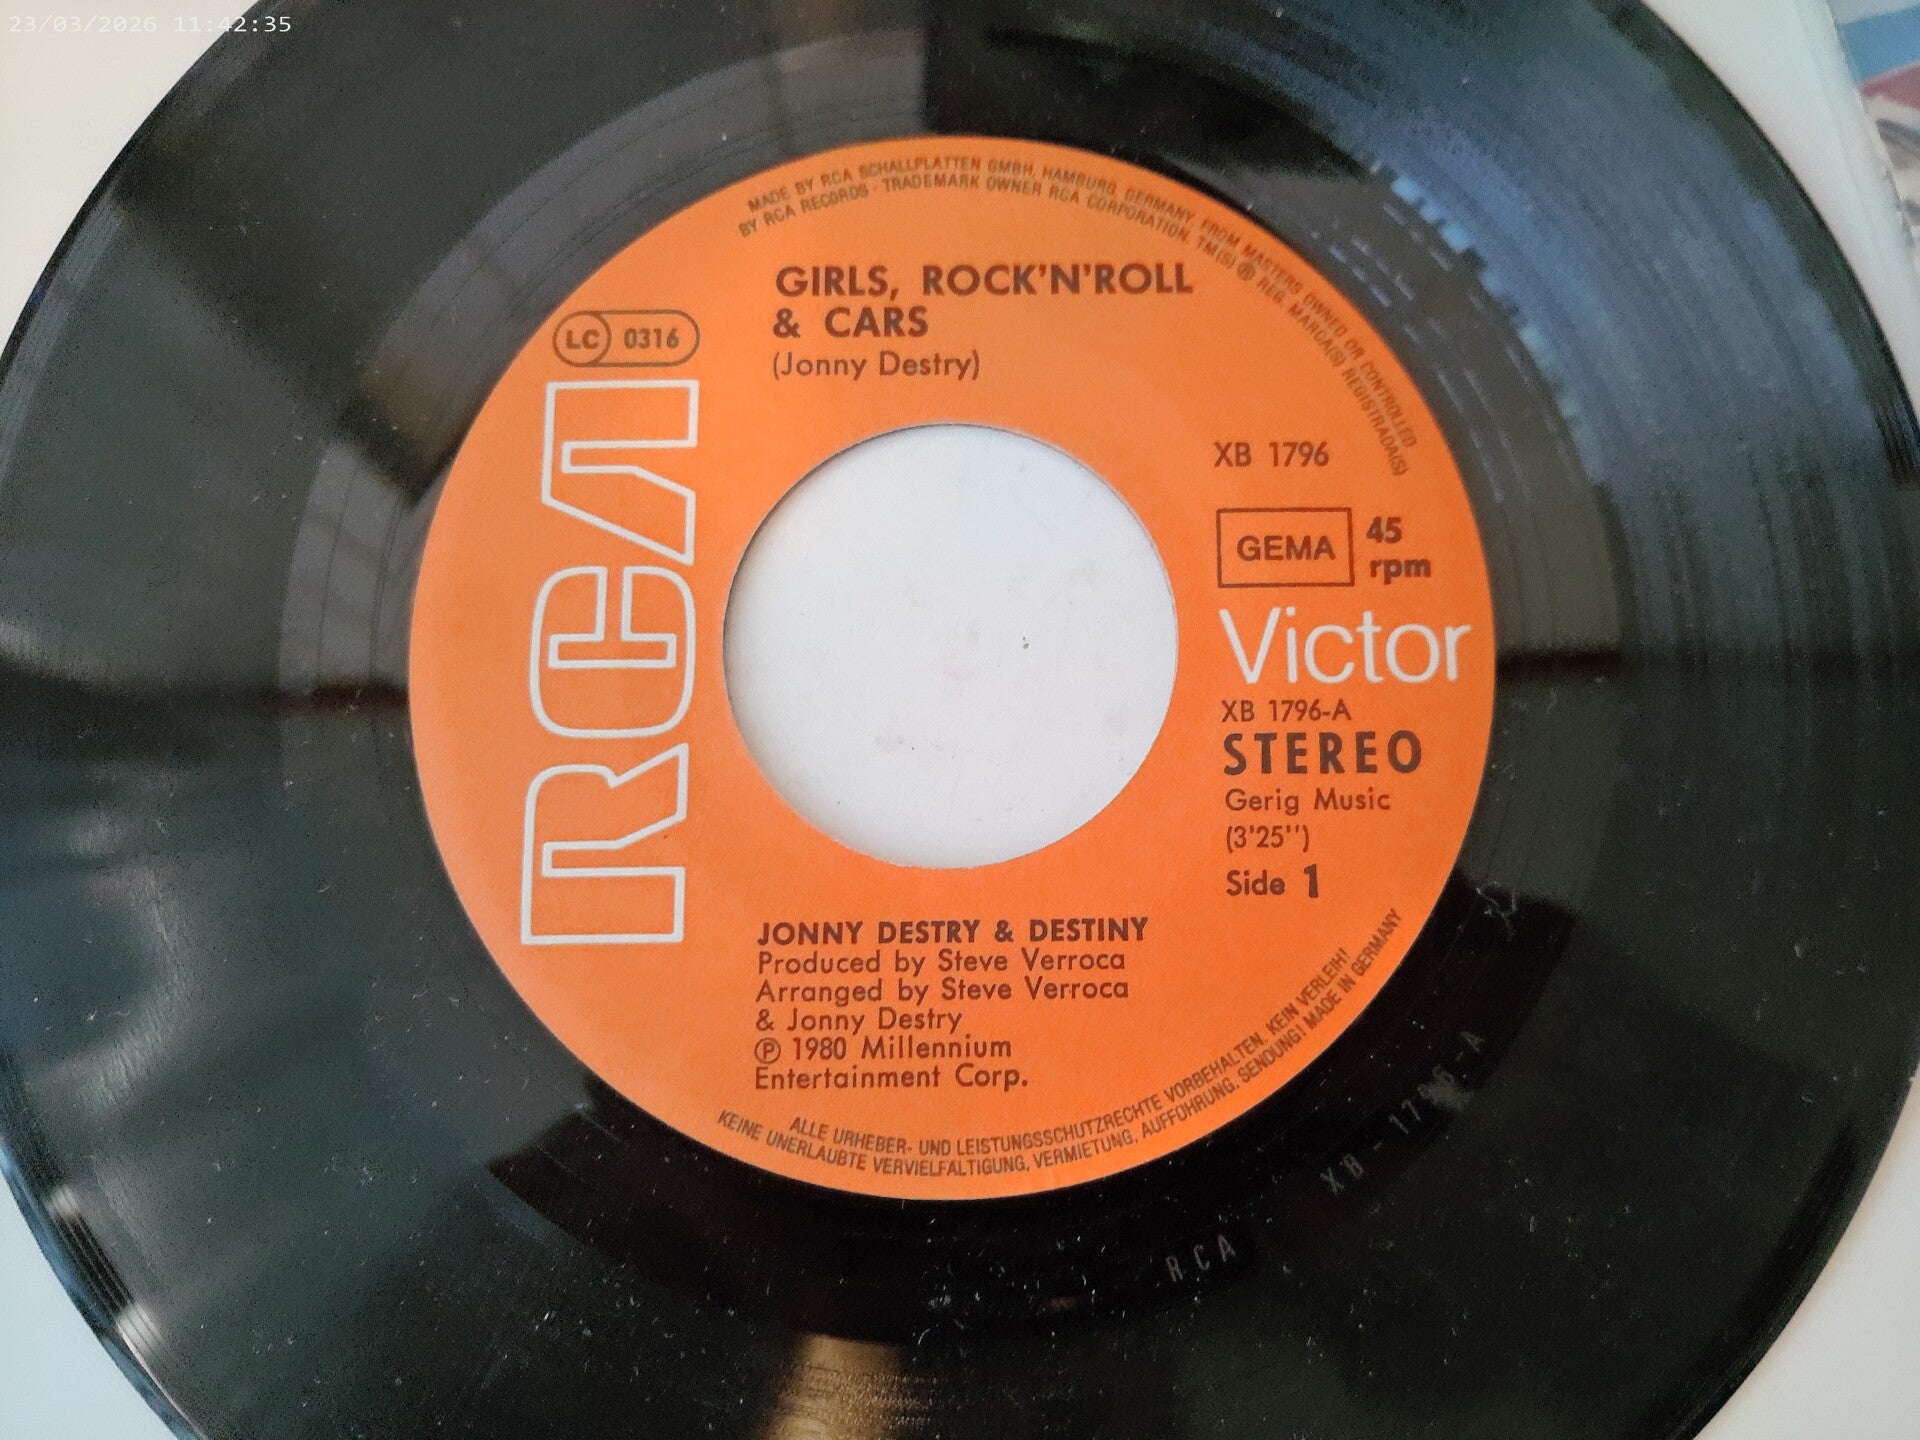 23/03/2026 11:42:35
MADE BY RCA SCHALLPLATTEN GMBH, HAMBURG, GERMANY, FROM MASTERS OWNED OR CONTROLLED
BY RCA RECORDS · TRADEMARK OWNER RCA CORPORATION. TM(S) ® REG. MARCA(S) REGISTRADA(S)
GIRLS, ROCK'N'ROLL
& CARS
(Jonny Destry)
LC 0316
RCA
XB 1796
GEMA
45
rpm
Victor
XB 1796-A
STEREO
Gerig Music
(3'25'')
Side 1
JONNY DESTRY & DESTINY
Produced by Steve Verroca
Arranged by Steve Verroca
& Jonny Destry
℗ 1980 Millennium
Entertainment Corp.
ALLE URHEBER- UND LEISTUNGSSCHUTZRECHTE VORBEHALTEN. KEIN VERLEIH!
KEINE UNERLAUBTE VERVIELFÄLTIGUNG, VERMIETUNG, AUFFÜHRUNG, SENDUNG! MADE IN GERMANY
RCA XB-1796-A